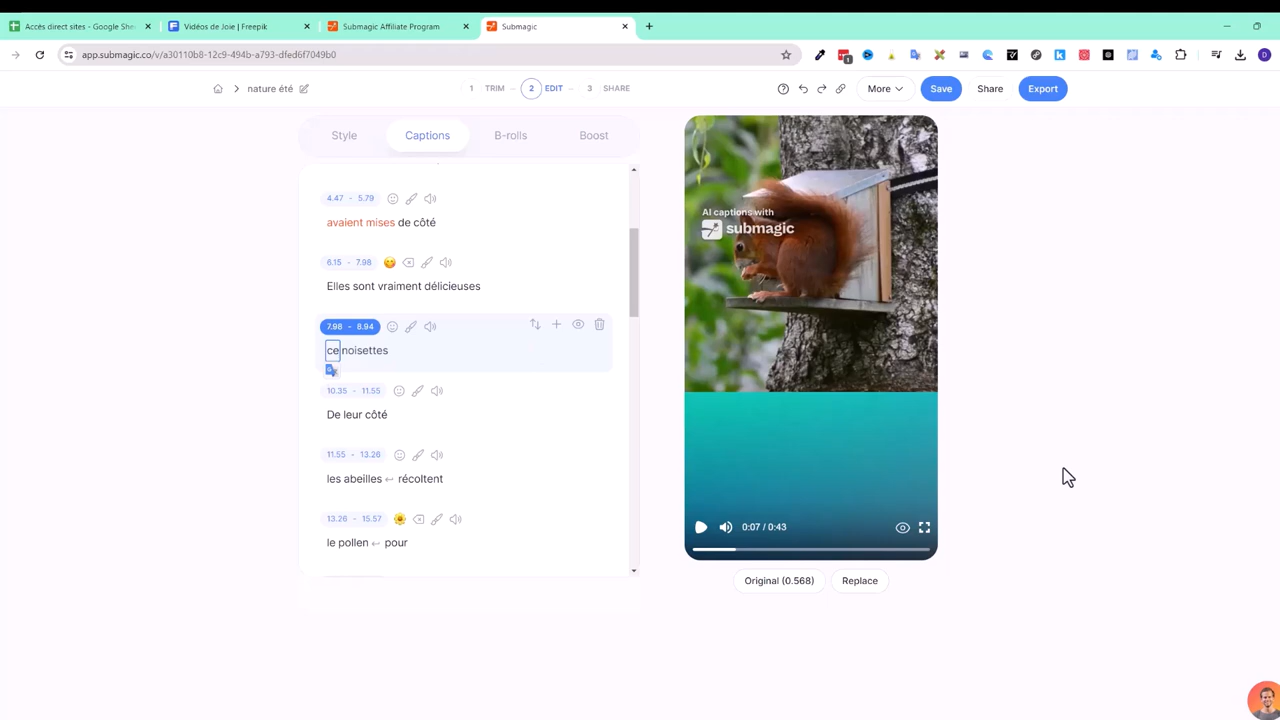 Accès direct sites - Google She
Vidéos de Joie | Freepik
Submagic Affiliate Program
Submagic
app.submagic.co/v/a30110b8-12c9-494b-a793-dfed6f7049b0
D
nature été
1 TRIM
2 EDIT
3 SHARE
More
Save
Share
Export
Style
Captions
B-rolls
Boost
4.47 - 5.79
avaient mises de côté
6.15 - 7.98
Elles sont vraiment délicieuses
7.98 - 8.94
ce noisettes
10.35 - 11.55
De leur côté
11.55 - 13.26
les abeilles ↩ récoltent
13.26 - 15.57
le pollen ↩ pour
AI captions with
submagic
0:07 / 0:43
Original (0.568)
Replace